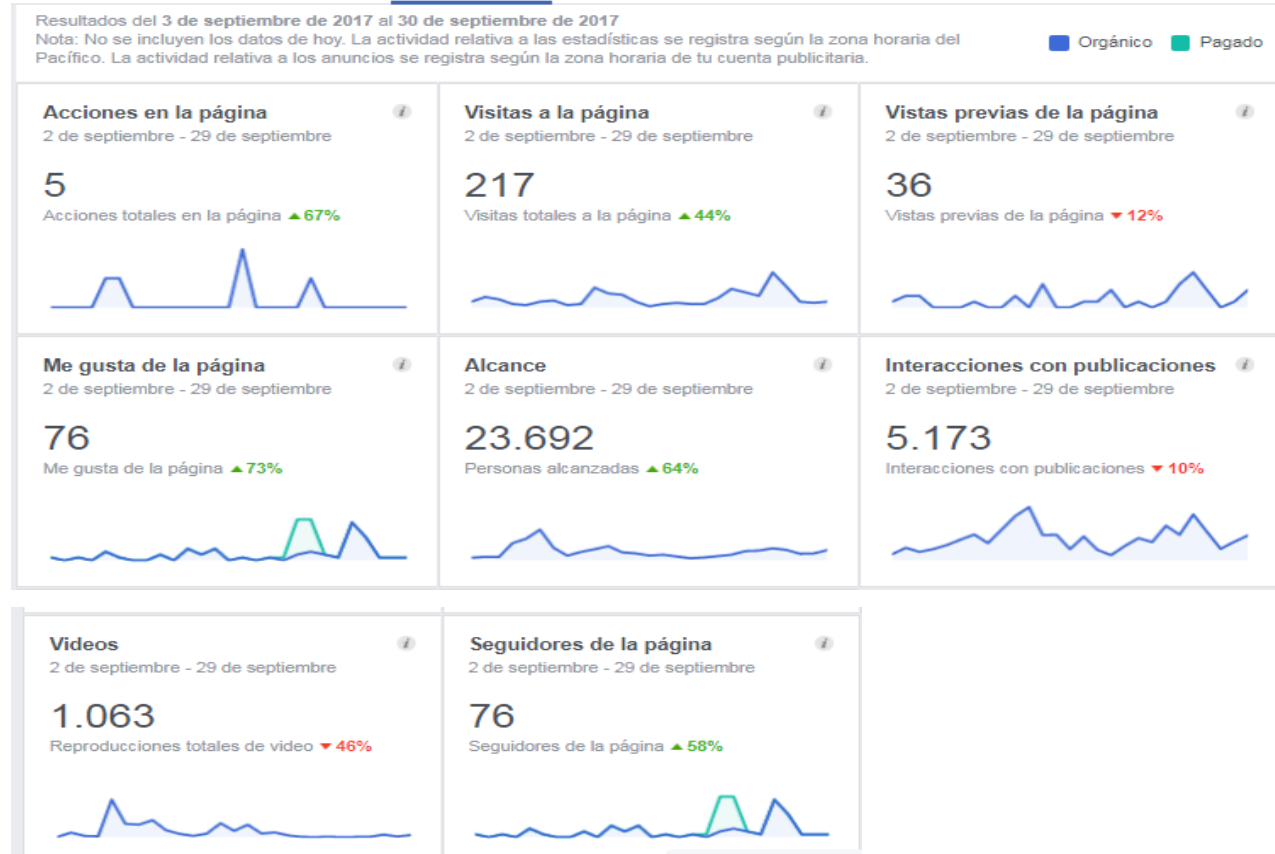 Resultados del 3 de septiembre de 2017 al 30 de septiembre de 2017
Nota: No se incluyen los datos de hoy. La actividad relativa a las estadísticas se registra según la zona horaria del
Pacífico. La actividad relativa a los anuncios se registra según la zona horaria de tu cuenta publicitaria.
Orgánico Pagado
Acciones en la página
2 de septiembre - 29 de septiembre
5
Acciones totales en la página 67%
Visitas a la página
2 de septiembre - 29 de septiembre
217
Visitas totales a la página 44%
Vistas previas de la página
2 de septiembre - 29 de septiembre
36
Vistas previas de la página 12%
Me gusta de la página
2 de septiembre - 29 de septiembre
76
Me gusta de la página 73%
Alcance
2 de septiembre - 29 de septiembre
23.692
Personas alcanzadas 64%
Interacciones con publicaciones
2 de septiembre - 29 de septiembre
5.173
Interacciones con publicaciones 10%
Videos
2 de septiembre - 29 de septiembre
1.063
Reproducciones totales de video 46%
Seguidores de la página
2 de septiembre - 29 de septiembre
76
Seguidores de la página 58%